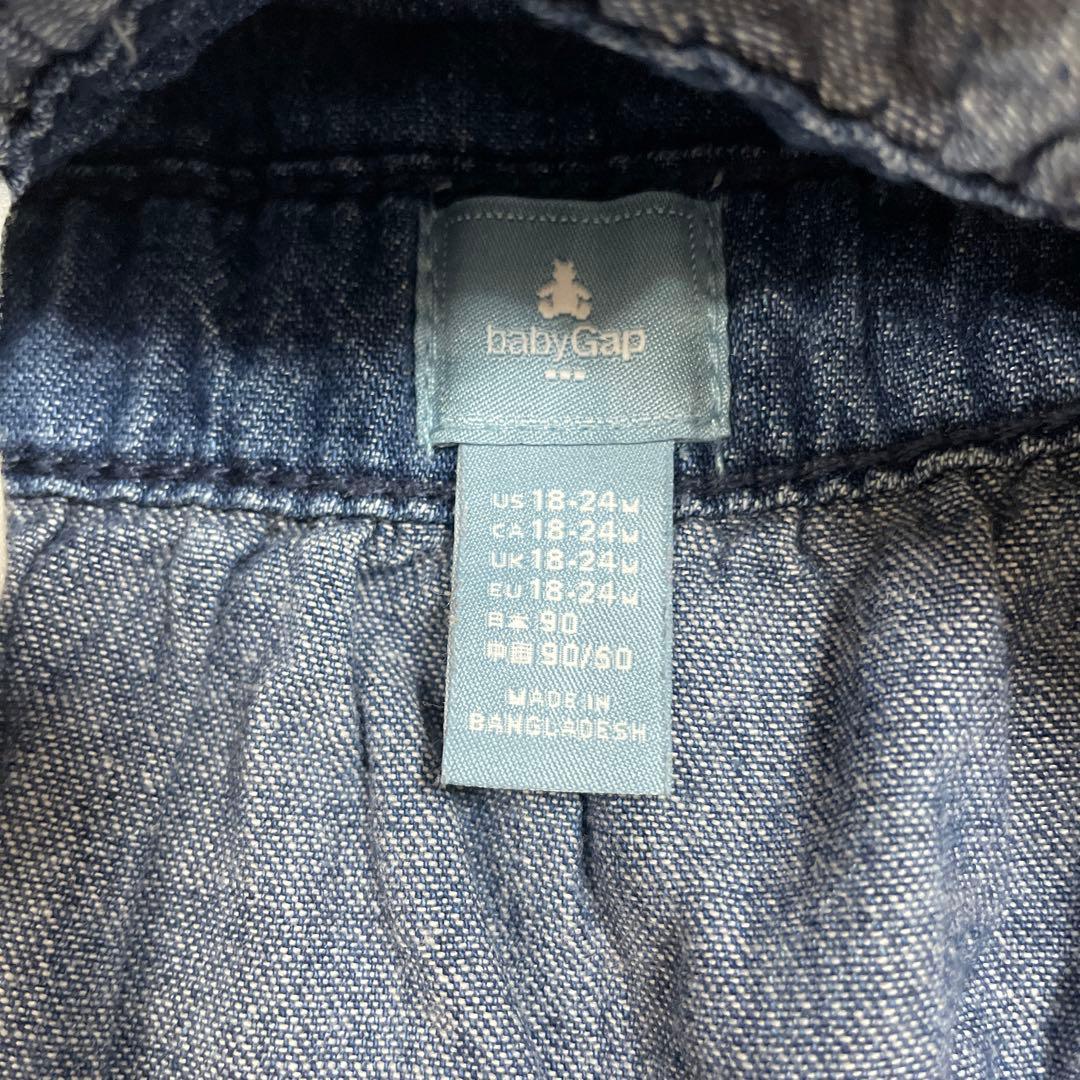 babyGap
US 18-24M
CA 18-24M
UK 18-24M
EU 18-24M
日本 90
中国 90/50
MADE IN
BANGLADESH